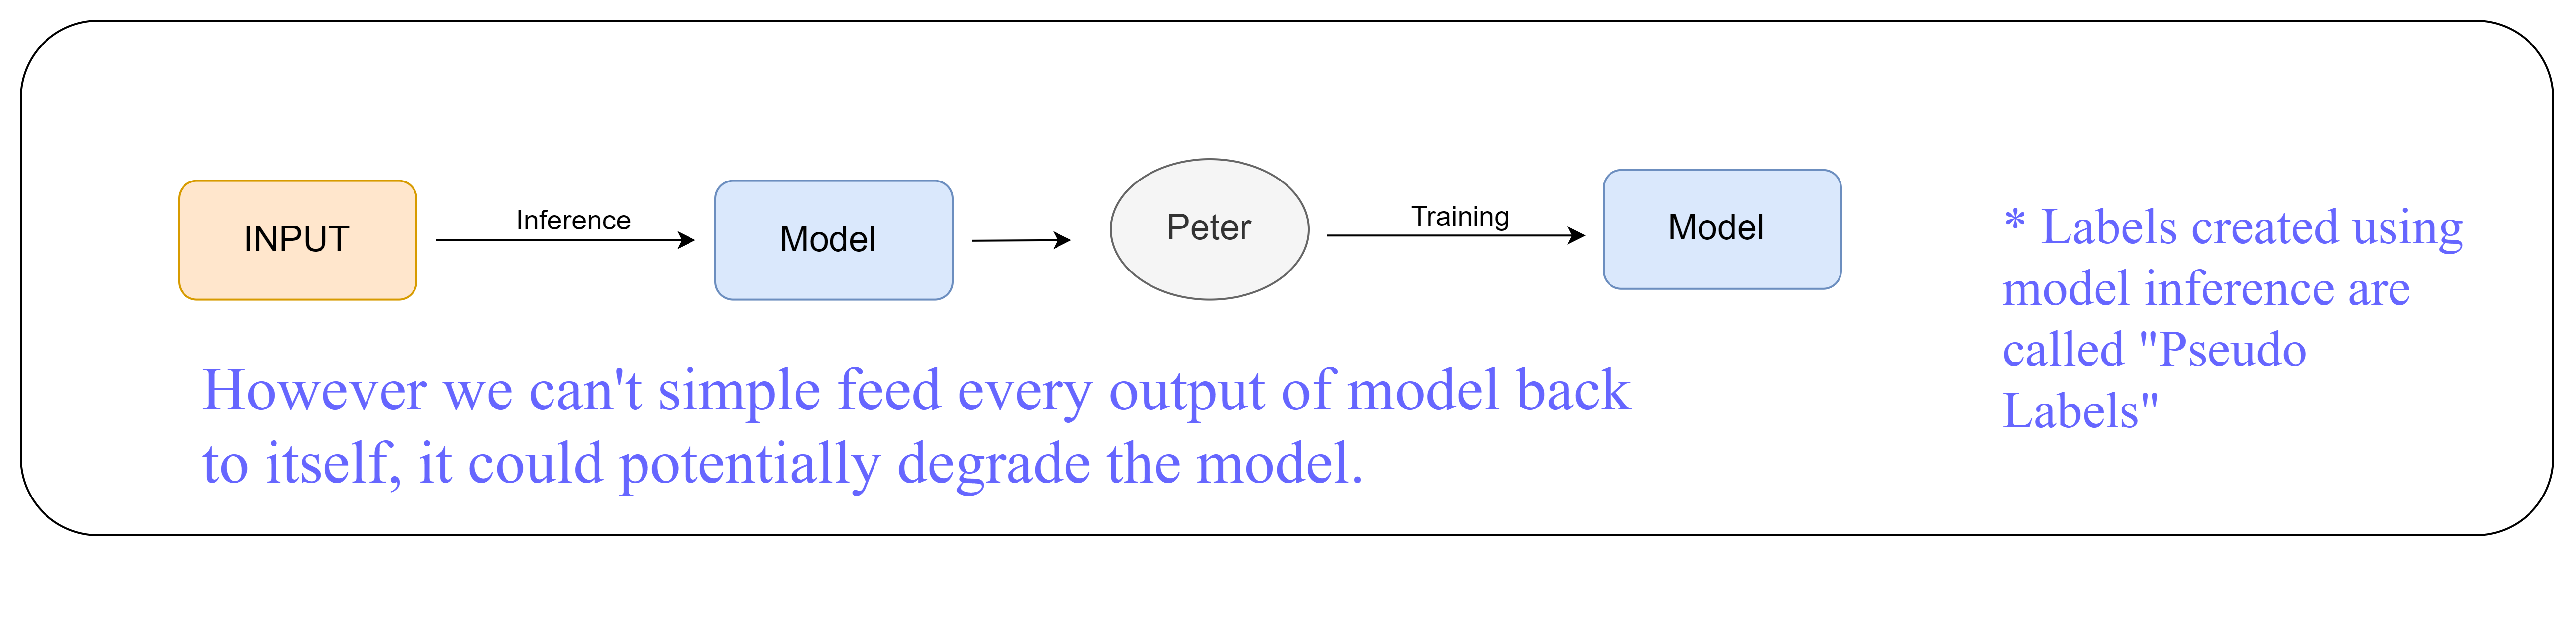 INPUT
Inference
Model
Peter
Training
Model
* Labels created using
model inference are
called "Pseudo
Labels"
However we can't simple feed every output of model back
to itself, it could potentially degrade the model.